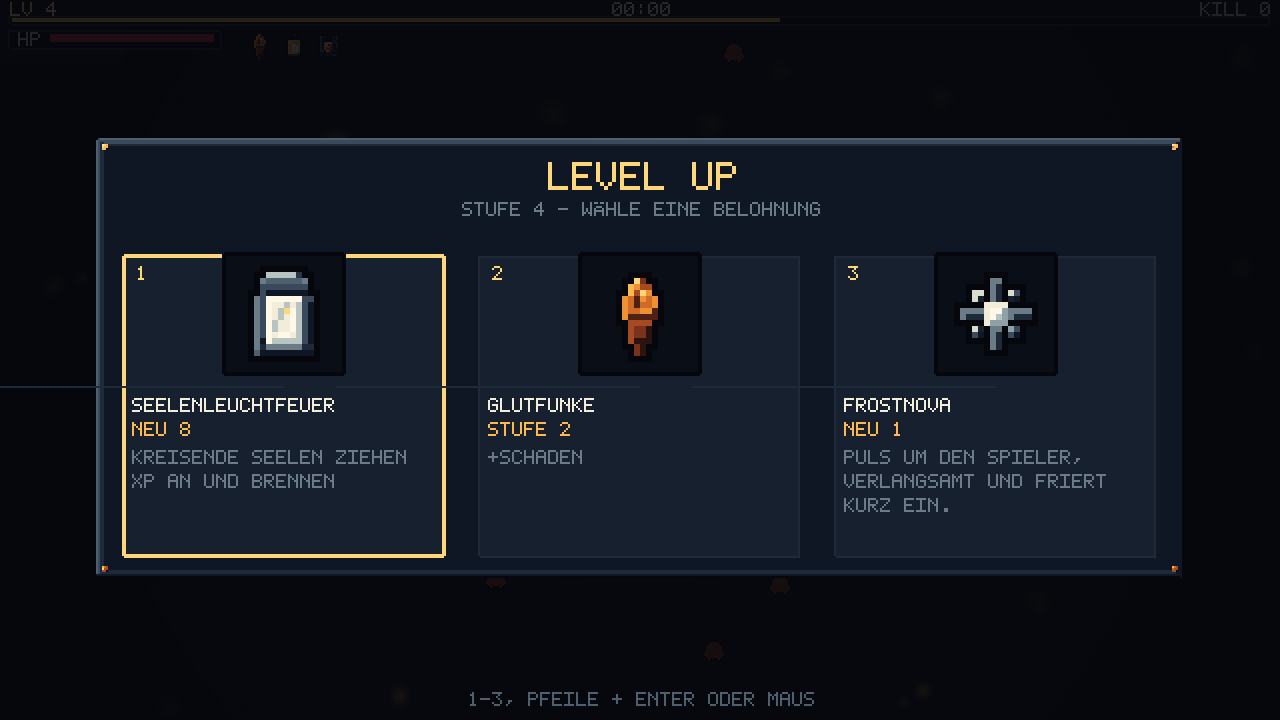 LV 4
00:00
KILL 0
HP
LEVEL UP
STUFE 4 - WÄHLE EINE BELOHNUNG
1
SEELENLEUCHTFEUER
NEU 8
KREISENDE SEELEN ZIEHEN
XP AN UND BRENNEN
2
GLUTFUNKE
STUFE 2
+SCHADEN
3
FROSTNOVA
NEU 1
PULS UM DEN SPIELER,
VERLANGSAMT UND FRIERT
KURZ EIN.
1-3, PFEILE + ENTER ODER MAUS